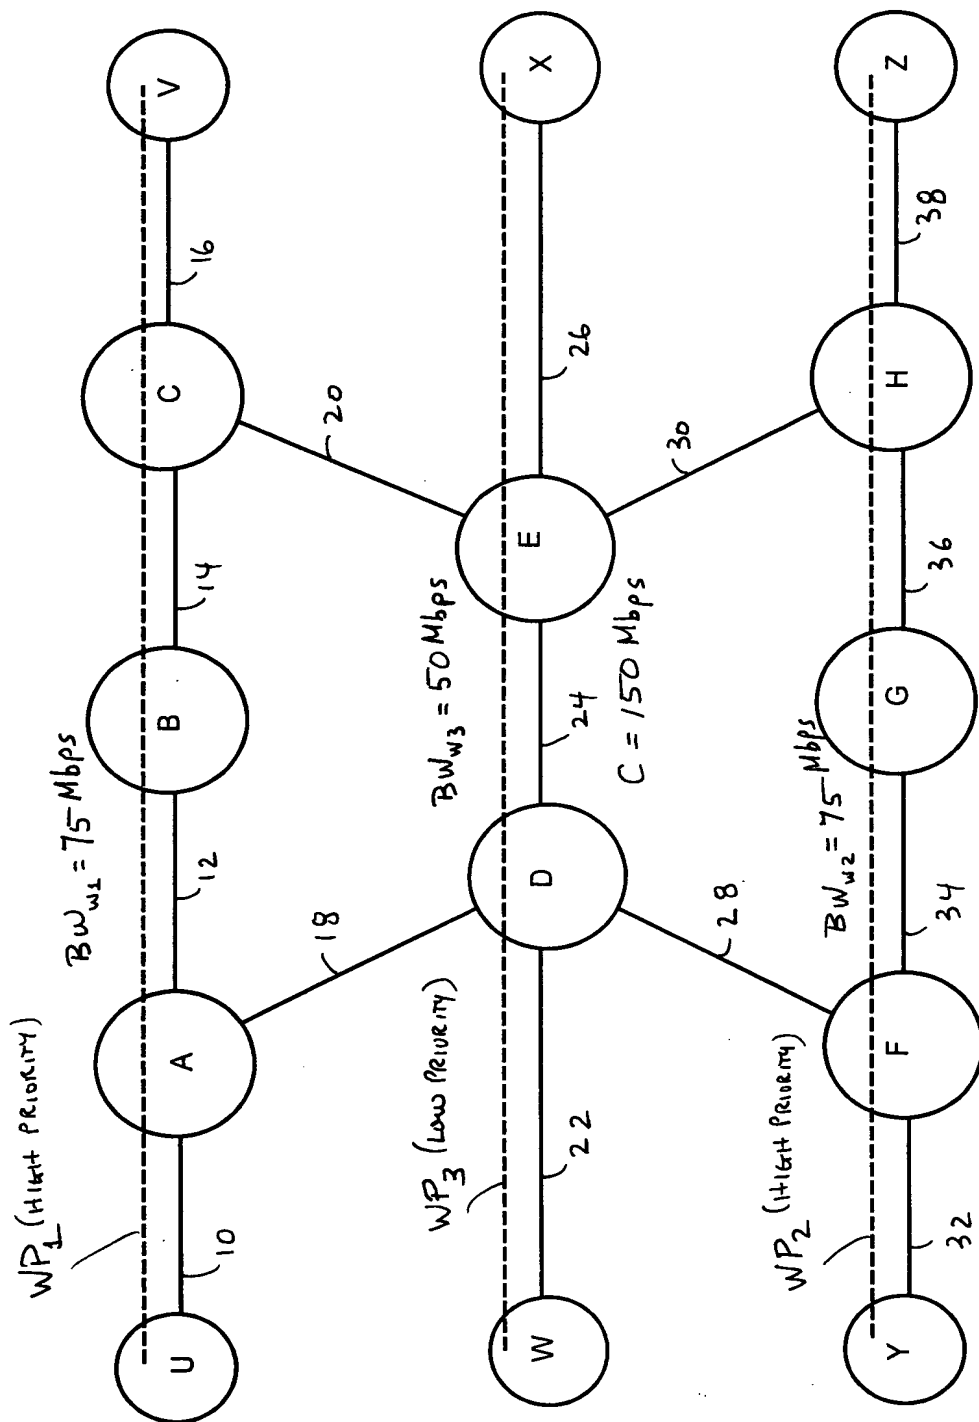 WP1 (HIGH PRIORITY)
BWW1 = 75 Mbps
U
A
B
C
V
10
12
14
16
18
20
WP3 (LOW PRIORITY)
BWW3 = 50 Mbps
W
D
E
X
22
24
26
C = 150 Mbps
28
30
WP2 (HIGH PRIORITY)
BWW2 = 75 Mbps
Y
F
G
H
Z
32
34
36
38